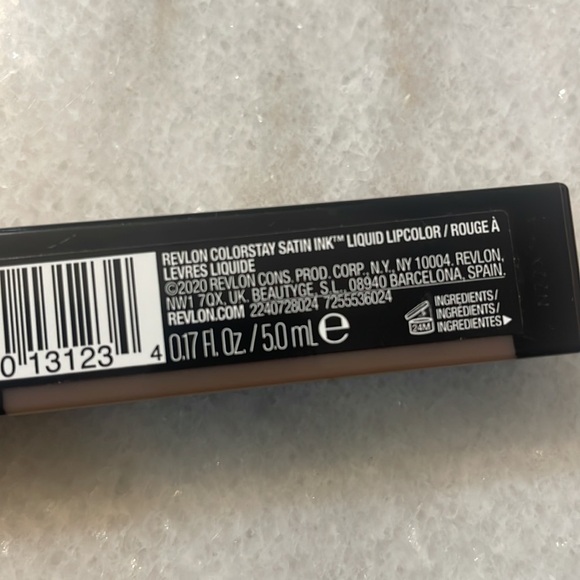 REVLON COLORSTAY SATIN INK™ LIQUID LIPCOLOR / ROUGE À
LÈVRES LIQUIDE
©2020 REVLON CONS. PROD. CORP., N.Y., NY 10004. REVLON,
NW1 7QX, UK. BEAUTYGE, S.L. 08940 BARCELONA, SPAIN.
REVLON.COM 2240728024 7255536024
0 13123 4
0.17 Fl. Oz. / 5.0 mL e
24M
INGREDIENTS /
INGRÉDIENTS /
INGREDIENTES▶